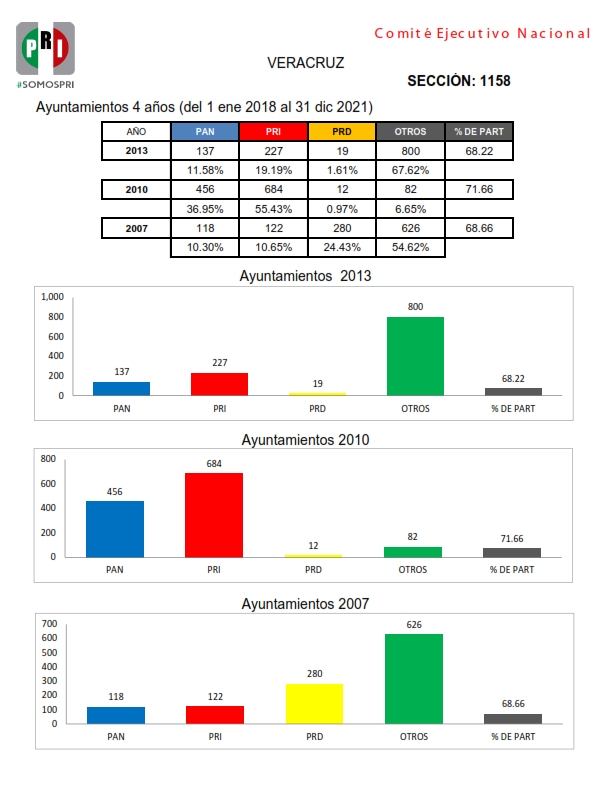 Comité Ejecutivo Nacional
PRI
#SOMOSPRI
VERACRUZ
SECCIÓN: 1158
Ayuntamientos 4 años (del 1 ene 2018 al 31 dic 2021)
AÑO PAN PRI PRD OTROS % DE PART
2013 137 227 19 800 68.22
11.58% 19.19% 1.61% 67.62%
2010 456 684 12 82 71.66
36.95% 55.43% 0.97% 6.65%
2007 118 122 280 626 68.66
10.30% 10.65% 24.43% 54.62%
Ayuntamientos 2013
1,000
800
600
400
200
0
137 227 19 800 68.22
PAN PRI PRD OTROS % DE PART
Ayuntamientos 2010
800
600
400
200
0
456 684 12 82 71.66
PAN PRI PRD OTROS % DE PART
Ayuntamientos 2007
700
600
500
400
300
200
100
0
118 122 280 626 68.66
PAN PRI PRD OTROS % DE PART